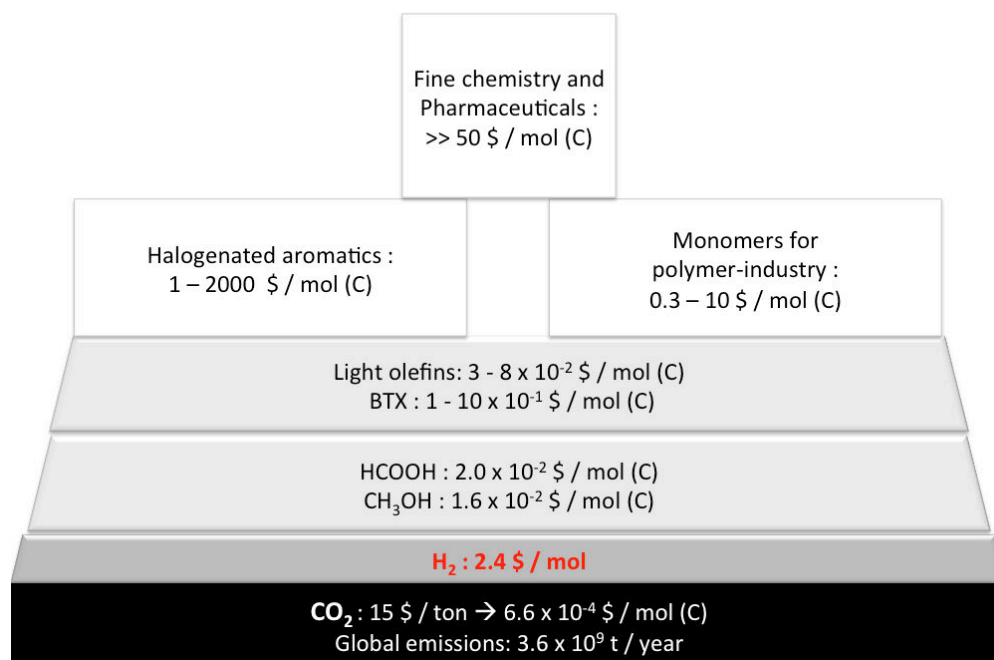 Fine chemistry and
Pharmaceuticals :
>> 50 $ / mol (C)
Halogenated aromatics :
1 – 2000 $ / mol (C)
Monomers for
polymer-industry :
0.3 – 10 $ / mol (C)
Light olefins: 3 - 8 x 10⁻² $ / mol (C)
BTX : 1 - 10 x 10⁻¹ $ / mol (C)
HCOOH : 2.0 x 10⁻² $ / mol (C)
CH₃OH : 1.6 x 10⁻² $ / mol (C)
H₂ : 2.4 $ / mol
CO₂ : 15 $ / ton → 6.6 x 10⁻⁴ $ / mol (C)
Global emissions: 3.6 x 10⁹ t / year